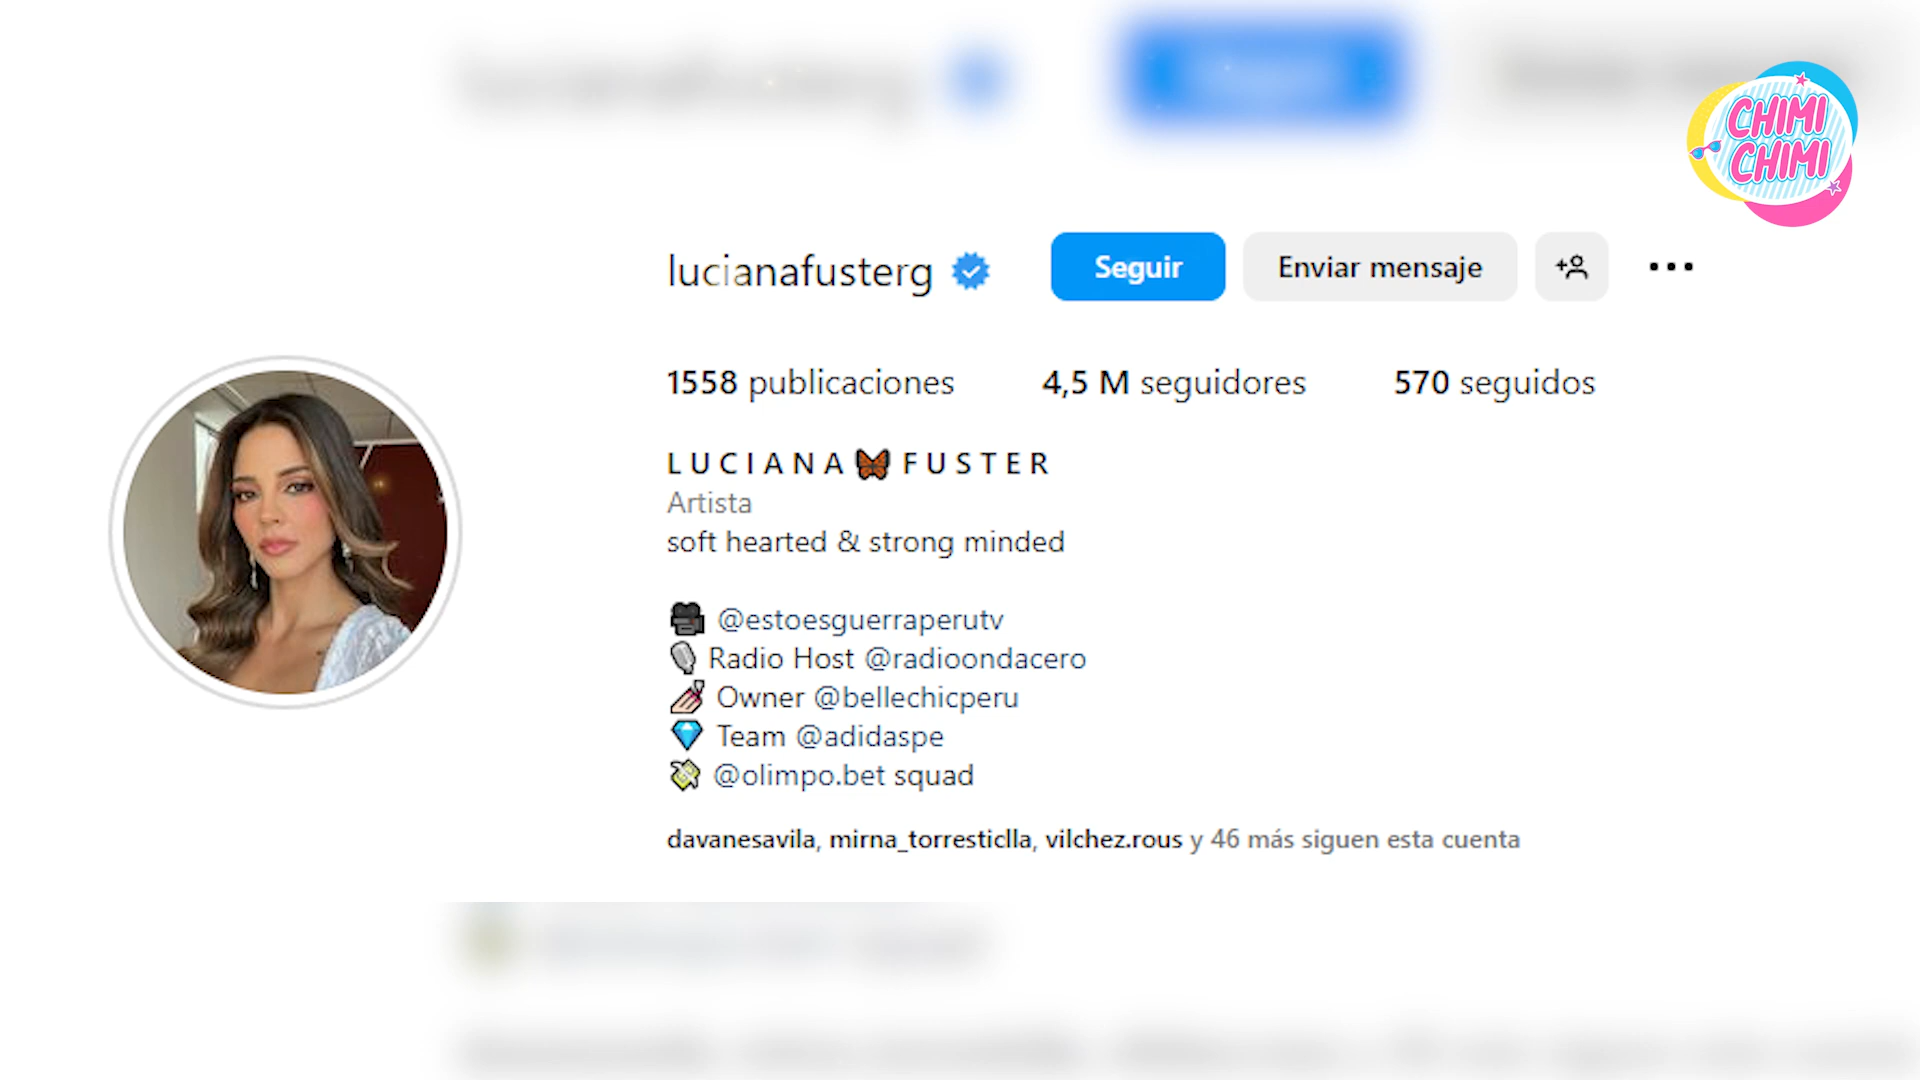 CHIMI
CHIMI
lucianafusterg Seguir Enviar mensaje
1558 publicaciones 4,5 M seguidores 570 seguidos
LUCIANA🦋FUSTER
Artista
soft hearted & strong minded
🎥 @estoesguerraperutv
🎙️ Radio Host @radioondacero
💅 Owner @bellechicperu
💎 Team @adidaspe
💸 @olimpo.bet squad
davanesavila, mirna_torresticlla, vilchez.rous y 46 más siguen esta cuenta